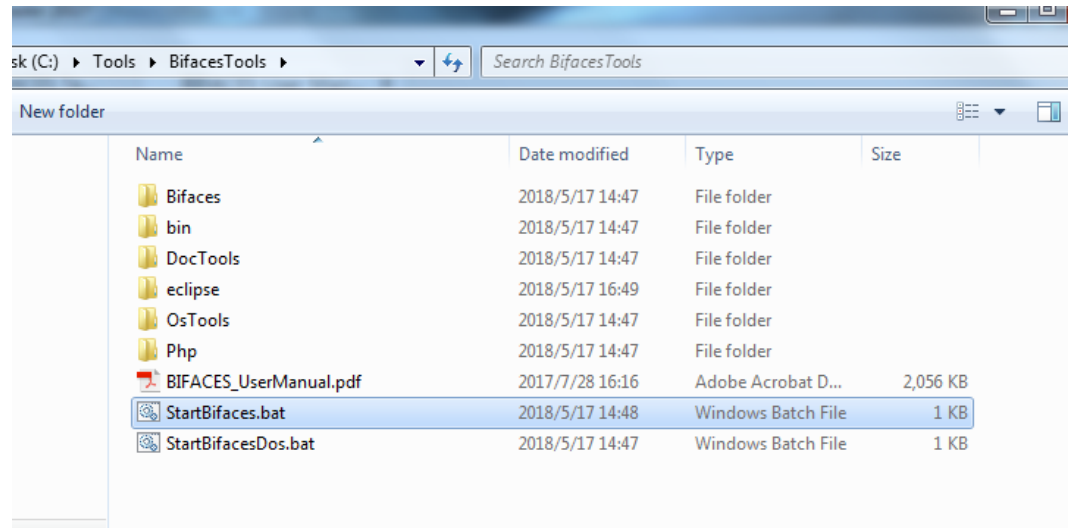 sk (C:) Tools BifacesTools Search BifacesTools
New folder
Name Date modified Type Size
Bifaces 2018/5/17 14:47 File folder
bin 2018/5/17 14:47 File folder
DocTools 2018/5/17 14:47 File folder
eclipse 2018/5/17 16:49 File folder
OsTools 2018/5/17 14:47 File folder
Php 2018/5/17 14:47 File folder
BIFACES_UserManual.pdf 2017/7/28 16:16 Adobe Acrobat D... 2,056 KB
StartBifaces.bat 2018/5/17 14:48 Windows Batch File 1 KB
StartBifacesDos.bat 2018/5/17 14:47 Windows Batch File 1 KB